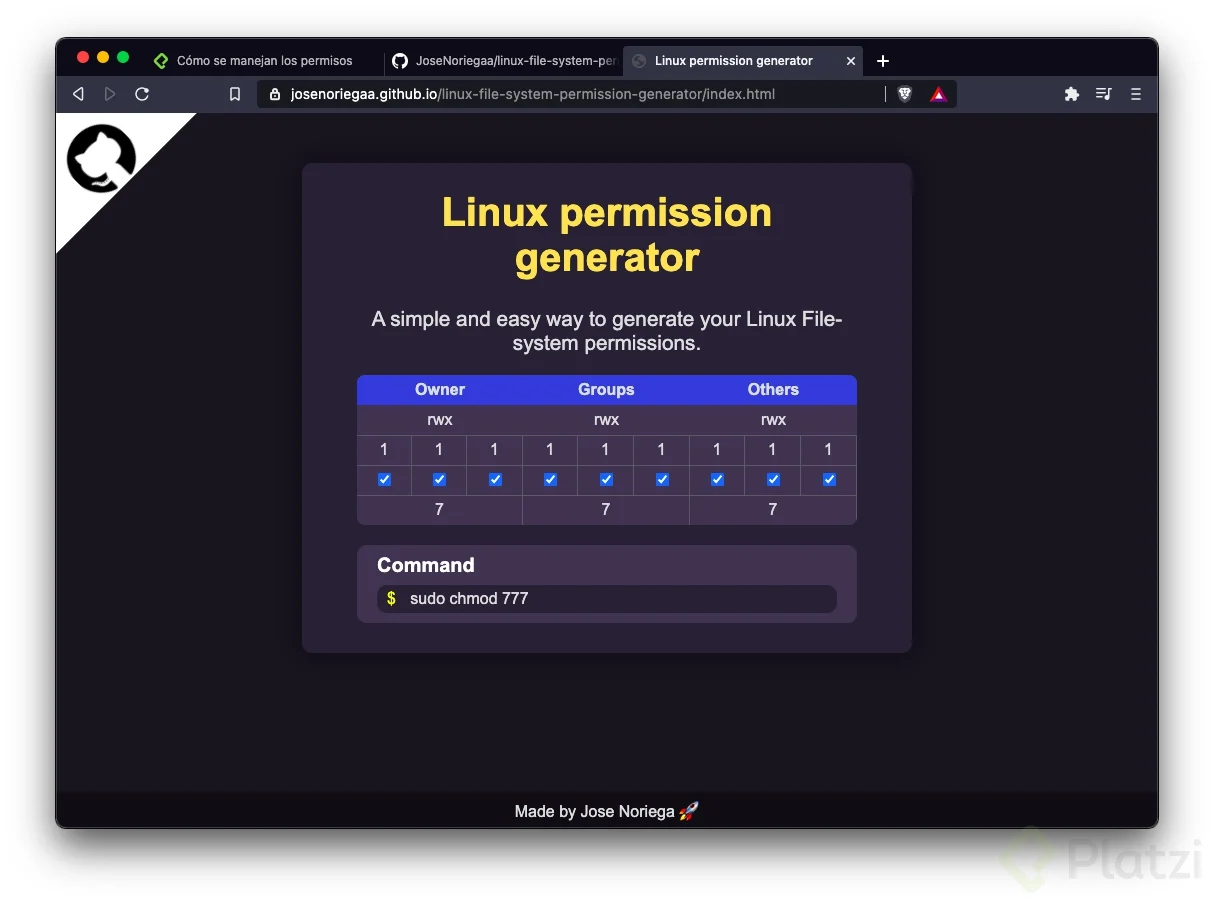 Cómo se manejan los permisos
JoseNoriegaa/linux-file-system-per
Linux permission generator
josenoriegaa.github.io/linux-file-system-permission-generator/index.html
Linux permission
generator
A simple and easy way to generate your Linux File-
system permissions.
Owner Groups Others
rwx rwx rwx
1 1 1 1 1 1 1 1 1
7 7 7
Command
$ sudo chmod 777
Made by Jose Noriega 🚀
Platzi